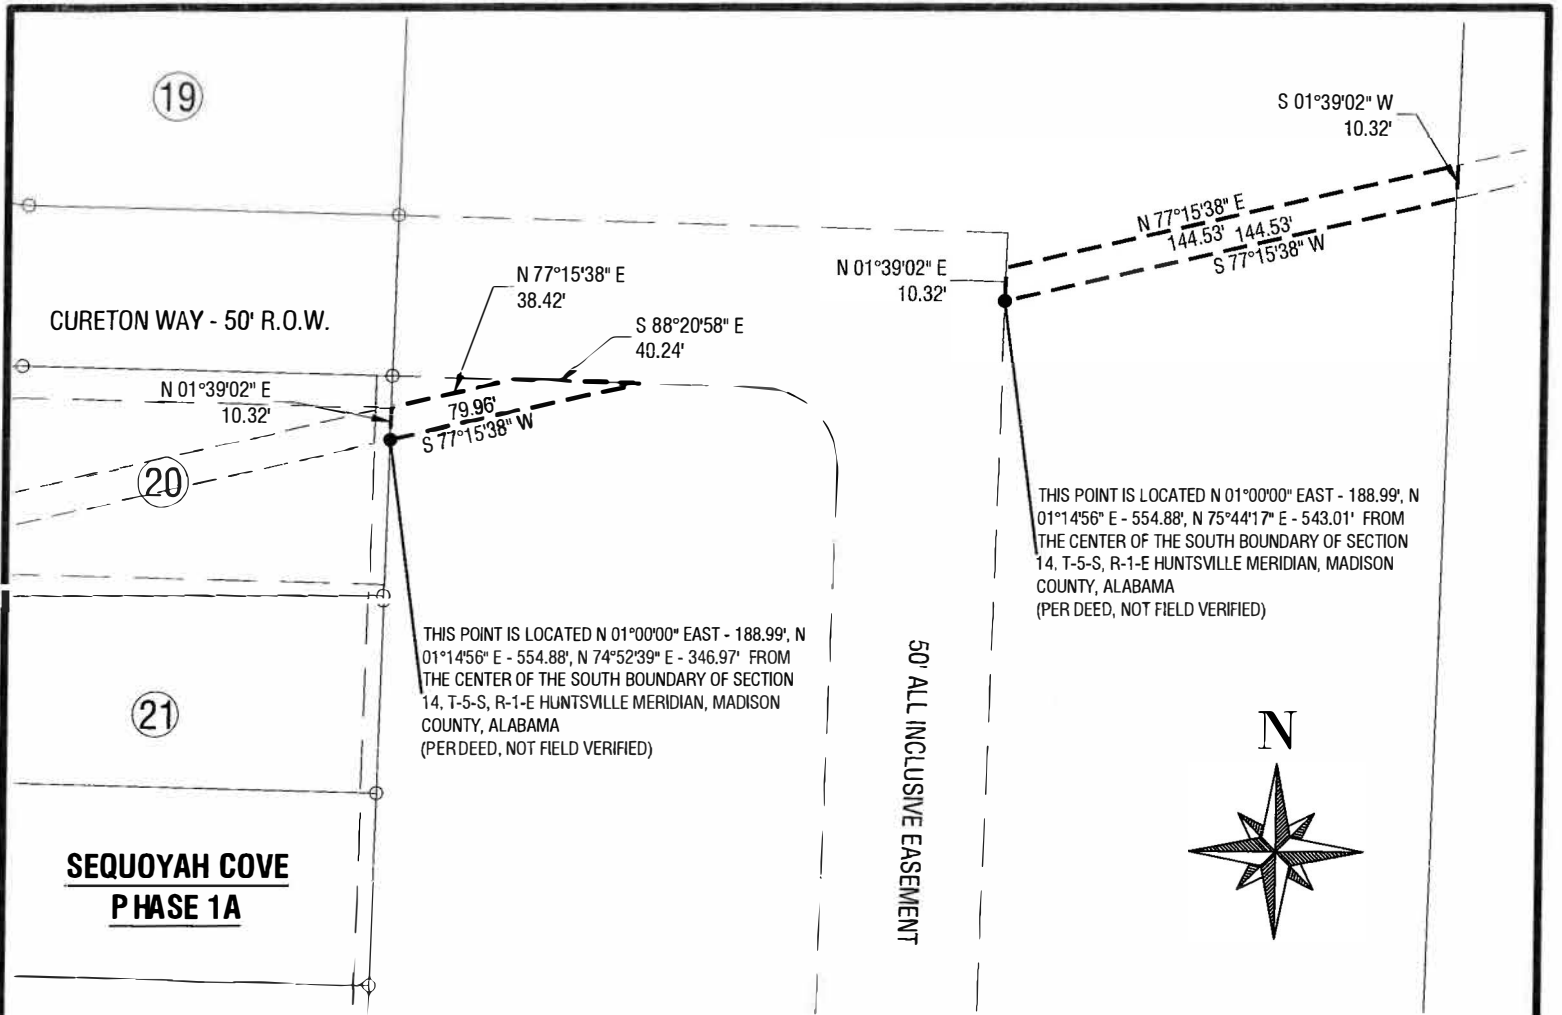 19
S 01°39'02" W
10.32'
N 77°15'38" E
144.53' 144.53'
S 77°15'38" W
N 01°39'02" E
10.32'
N 77°15'38" E
38.42'
CURETON WAY - 50' R.O.W.
S 88°20'58" E
40.24'
N 01°39'02" E
10.32'
79.96'
S 77°15'38" W
20
THIS POINT IS LOCATED N 01°00'00" EAST - 188.99', N
01°14'56" E - 554.88', N 75°44'17" E - 543.01' FROM
THE CENTER OF THE SOUTH BOUNDARY OF SECTION
14, T-5-S, R-1-E HUNTSVILLE MERIDIAN, MADISON
COUNTY, ALABAMA
(PER DEED, NOT FIELD VERIFIED)
THIS POINT IS LOCATED N 01°00'00" EAST - 188.99', N
01°14'56" E - 554.88', N 74°52'39" E - 346.97' FROM
THE CENTER OF THE SOUTH BOUNDARY OF SECTION
14, T-5-S, R-1-E HUNTSVILLE MERIDIAN, MADISON
COUNTY, ALABAMA
(PER DEED, NOT FIELD VERIFIED)
50' ALL INCLUSIVE EASEMENT
21
N
SEQUOYAH COVE
PHASE 1A